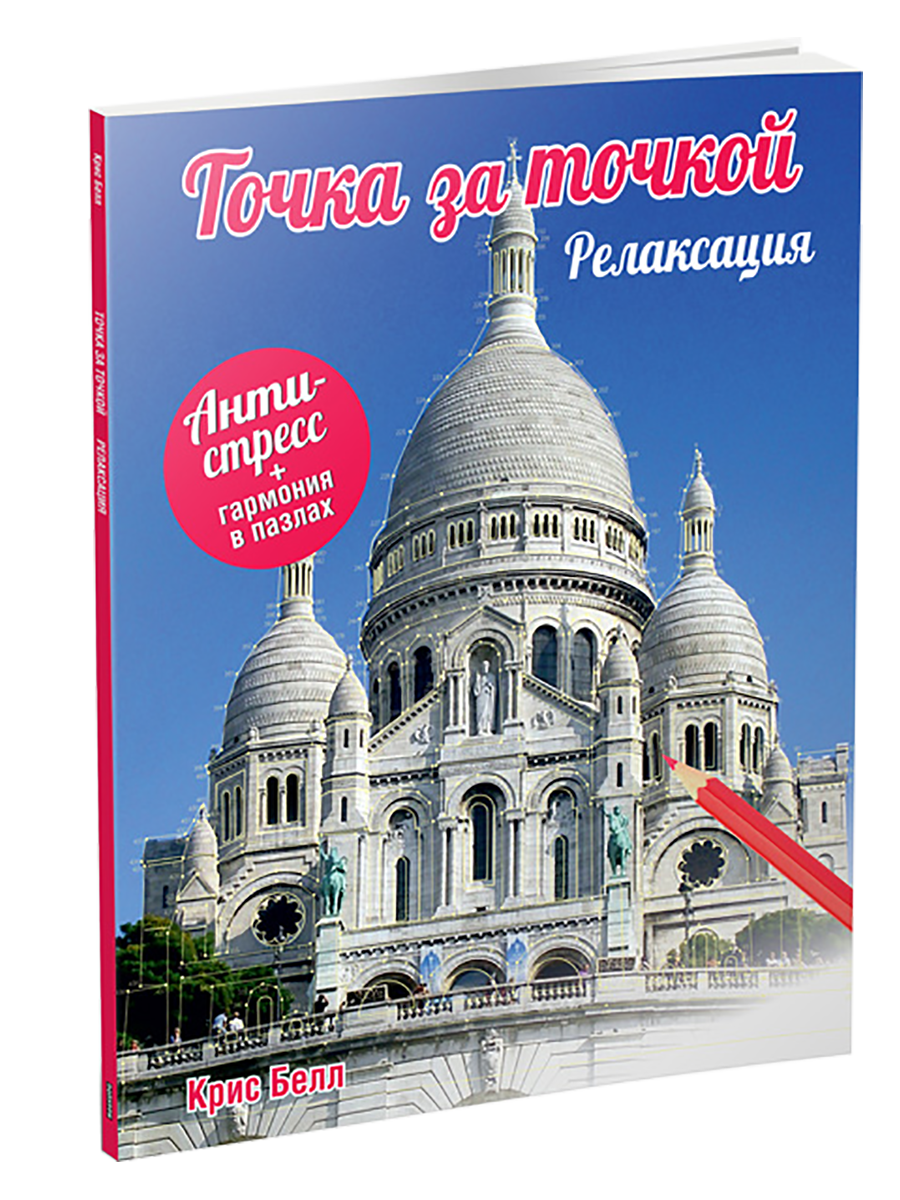 Точка за точкой
Релаксация
Анти-
стресс
+
гармония
в пазлах
Крис Белл
Крис Белл
ТОЧКА ЗА ТОЧКОЙ РЕЛАКСАЦИЯ